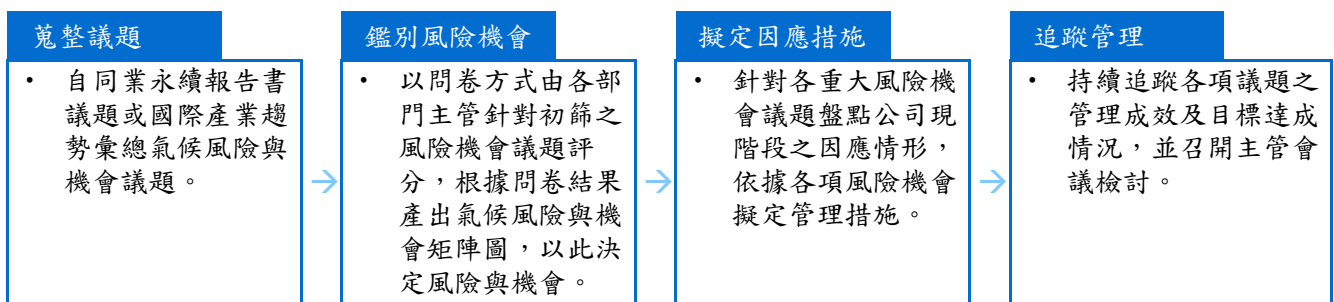 蒐整議題
• 自同業永續報告書
議題或國際產業趨
勢彙總氣候風險與
機會議題。
→
鑑別風險機會
• 以問卷方式由各部
門主管針對初篩之
風險機會議題評
分，根據問卷結果
產出氣候風險與機
會矩陣圖，以此決
定風險與機會。
→
擬定因應措施
• 針對各重大風險機
會議題盤點公司現
階段之因應情形，
依據各項風險機會
擬定管理措施。
→
追蹤管理
• 持續追蹤各項議題之
管理成效及目標達成
情況，並召開主管會
議檢討。